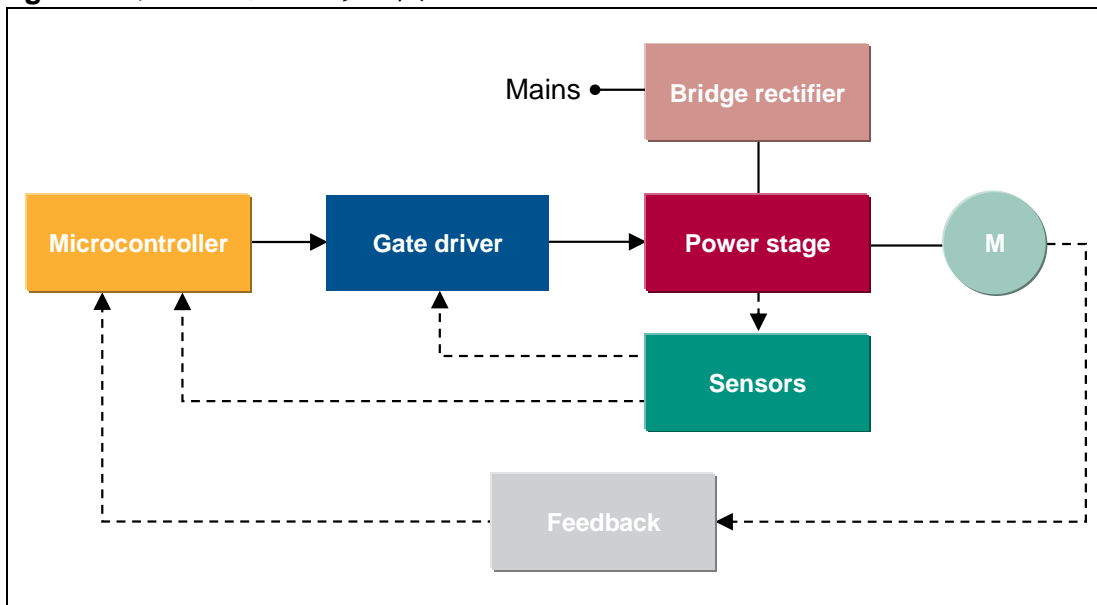 Mains
Bridge rectifier
Microcontroller
Gate driver
Power stage
M
Sensors
Feedback